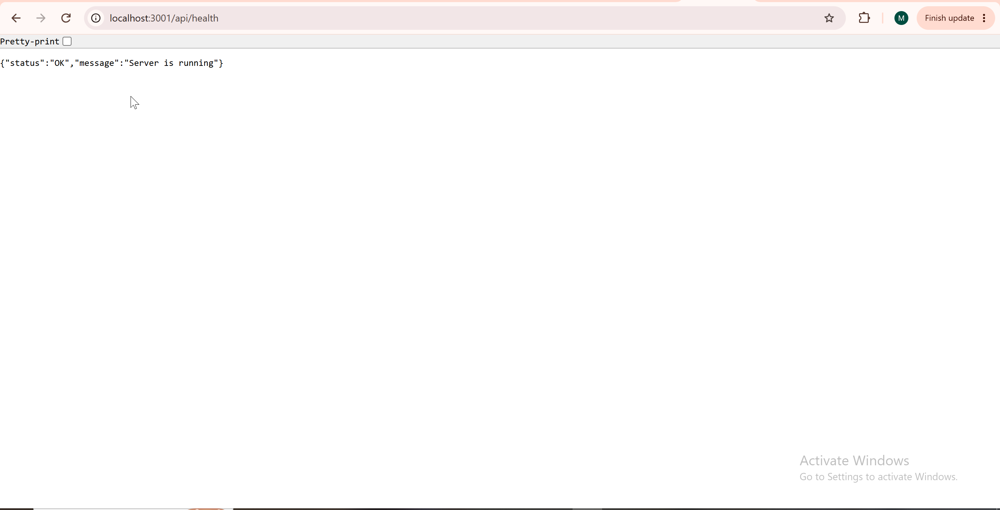 localhost:3001/api/health
M
Finish update
Pretty-print
{"status":"OK","message":"Server is running"}
Activate Windows
Go to Settings to activate Windows.